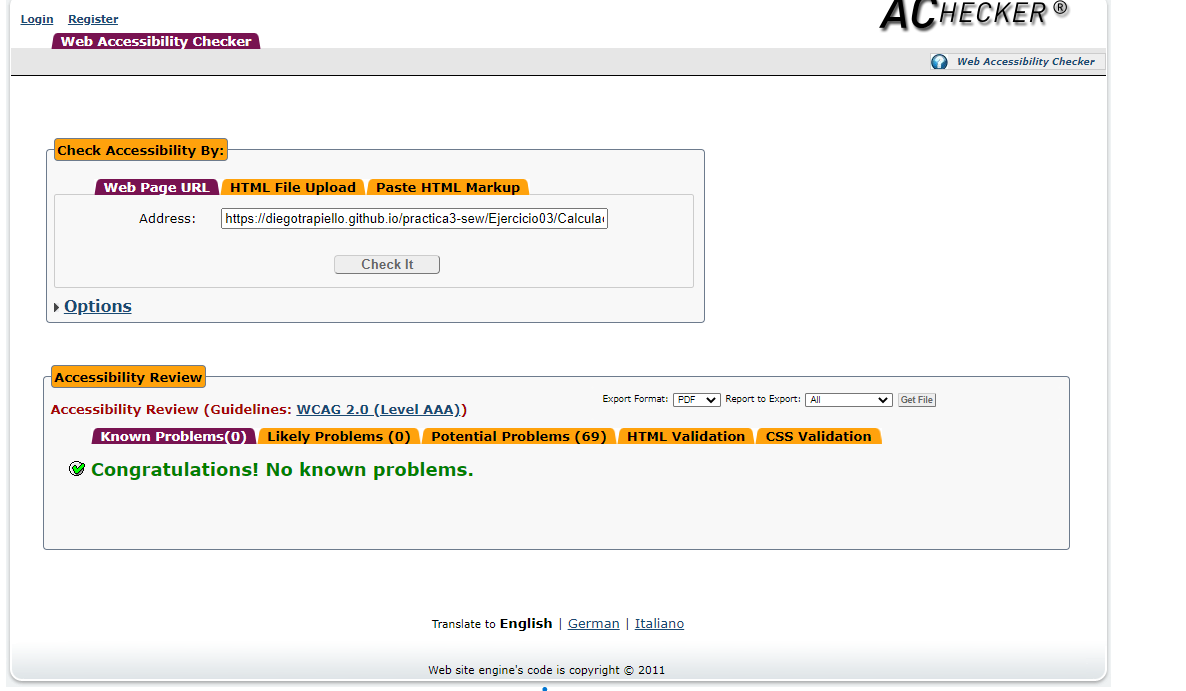 ACHECKER®
Login Register
Web Accessibility Checker
Web Accessibility Checker
Check Accessibility By:
Web Page URL HTML File Upload Paste HTML Markup
Address: https://diegotrapiello.github.io/practica3-sew/Ejercicio03/Calcula
Check It
Options
Accessibility Review
Export Format: PDF Report to Export: All Get File
Accessibility Review (Guidelines: WCAG 2.0 (Level AAA))
Known Problems(0) Likely Problems (0) Potential Problems (69) HTML Validation CSS Validation
Congratulations! No known problems.
Translate to English | German | Italiano
Web site engine's code is copyright © 2011